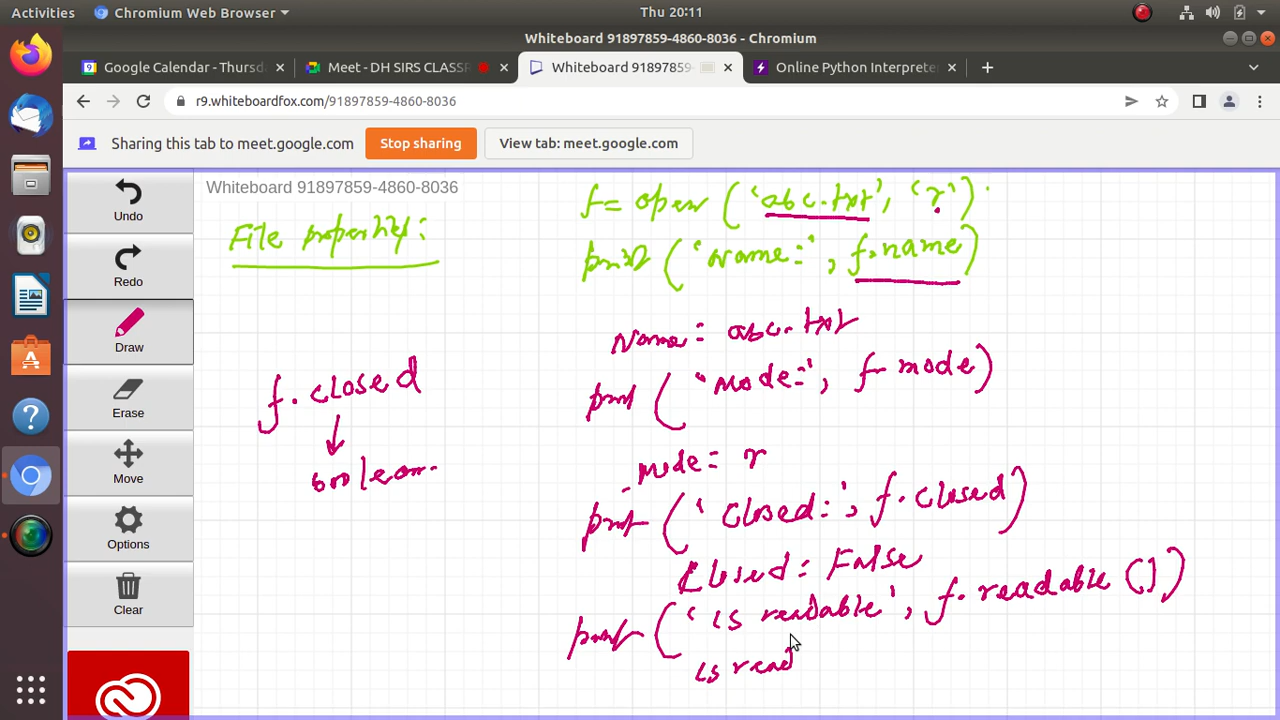 Activities Chromium Web Browser Thu 20:11
Whiteboard 91897859-4860-8036 - Chromium
Google Calendar - Thursd Meet - DH SIRS CLASSR Whiteboard 91897859- Online Python Interprete
r9.whiteboardfox.com/91897859-4860-8036
Sharing this tab to meet.google.com Stop sharing View tab: meet.google.com
Undo
Redo
Draw
Erase
Move
Options
Clear
Whiteboard 91897859-4860-8036
File properties:
f.closed
boolean.
f= open ('abc.txt', 'r')
print ('Name:', f.name)
Name: abc.txt
print ('Mode:', f.mode)
Mode: r
print ('Closed:', f.closed)
Closed: False
print ('is readable', f.readable())
is read